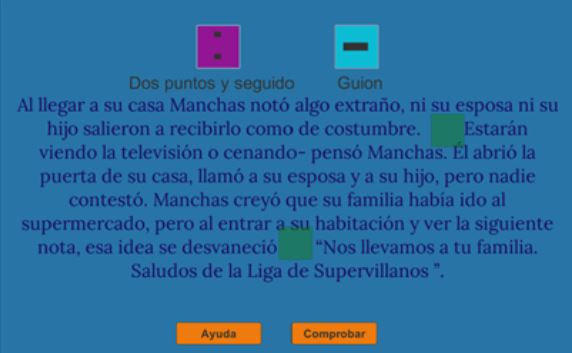 Dos puntos y seguido Guion
Al llegar a su casa Manchas notó algo extraño, ni su esposa ni su
hijo salieron a recibirlo como de costumbre. Estarán
viendo la televisión o cenando- pensó Manchas. Él abrió la
puerta de su casa, llamó a su esposa y a su hijo, pero nadie
contestó. Manchas creyó que su familia había ido al
supermercado, pero al entrar a su habitación y ver la siguiente
nota, esa idea se desvaneció “Nos llevamos a tu familia.
Saludos de la Liga de Supervillanos ”.
Ayuda Comprobar